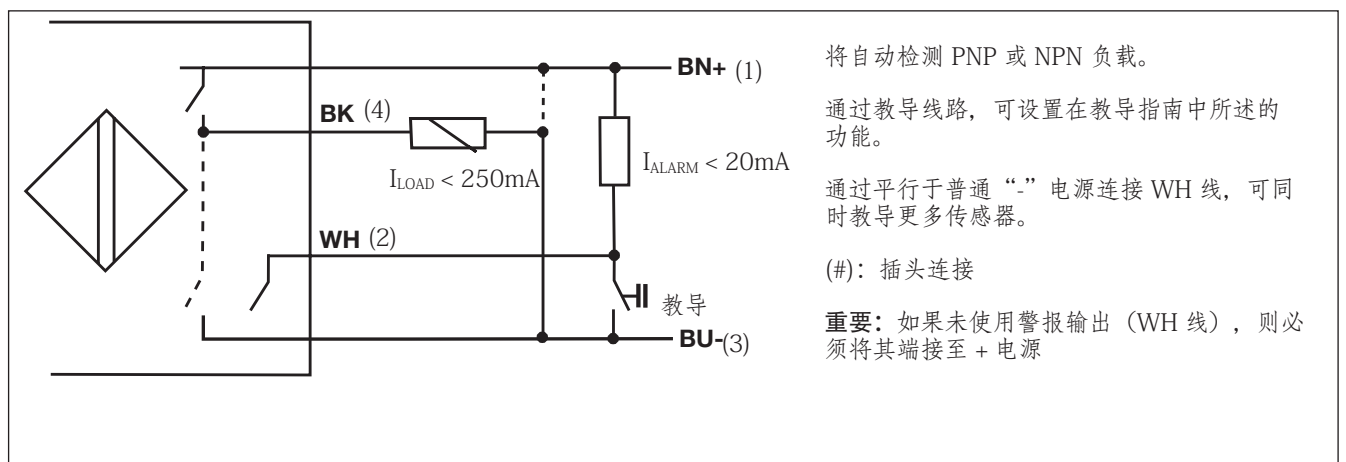 BN+ (1)
BK (4)
I_LOAD < 250mA
I_ALARM < 20mA
WH (2)
教导
BU-(3)
将自动检测 PNP 或 NPN 负载。
通过教导线路，可设置在教导指南中所述的
功能。
通过平行于普通“-”电源连接 WH 线，可同
时教导更多传感器。
(#)：插头连接
重要：如果未使用警报输出（WH 线），则必
须将其端接至 + 电源